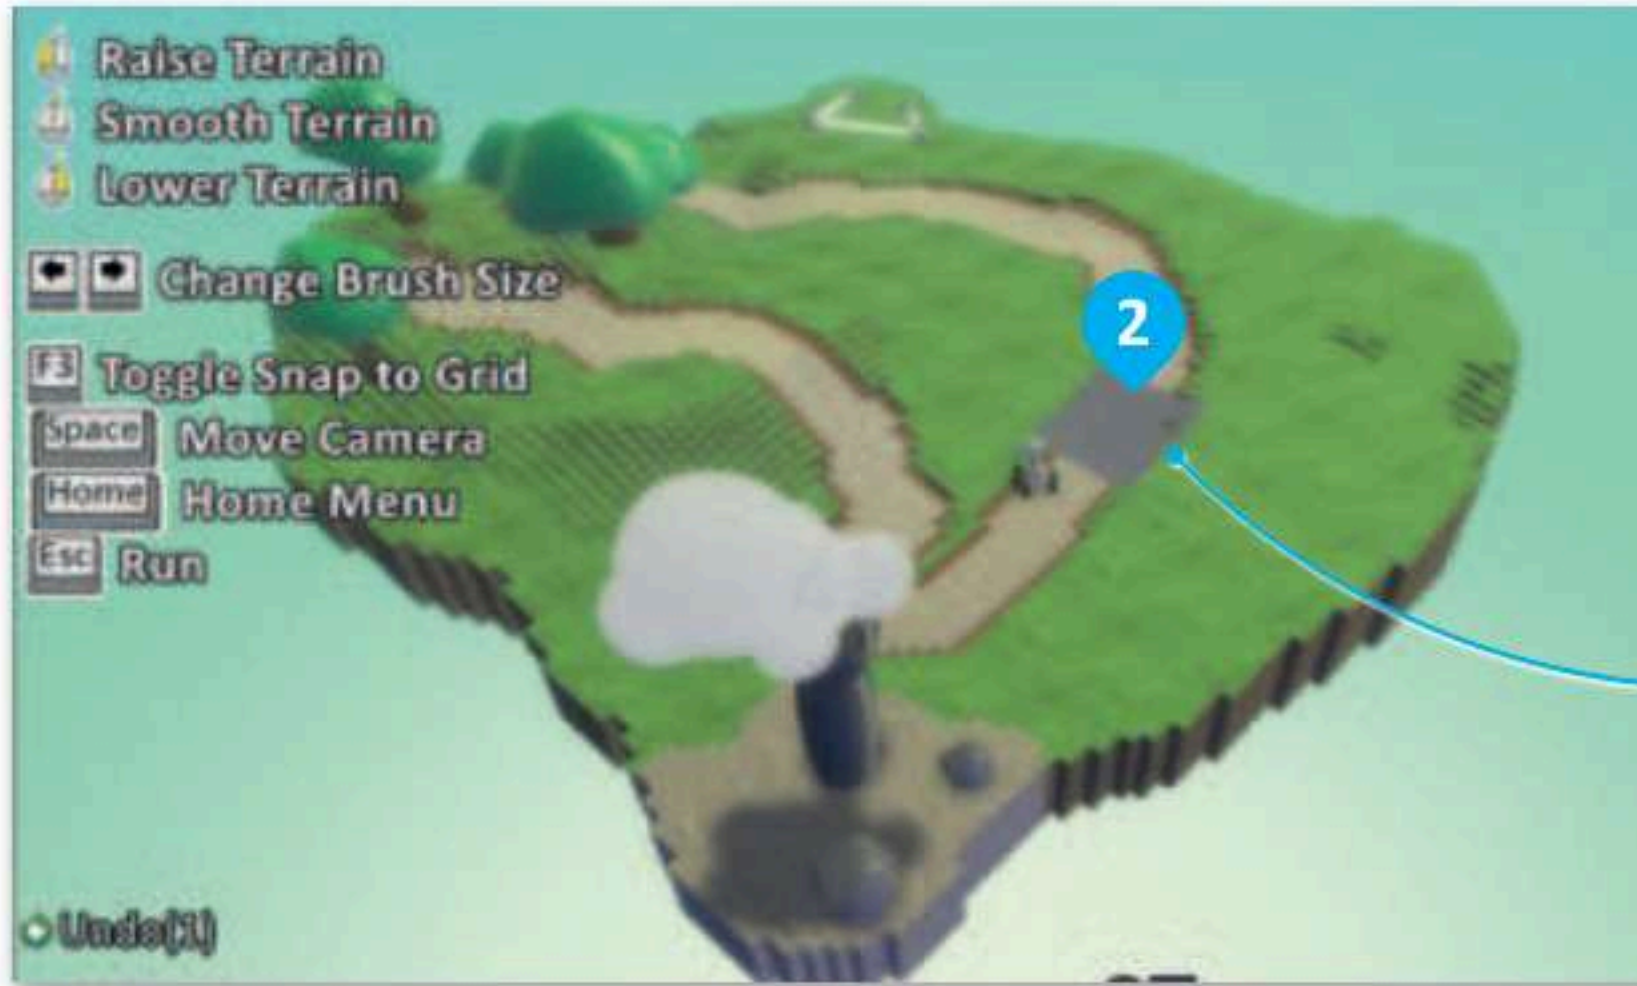 Raise Terrain
Smooth Terrain
Lower Terrain
Change Brush Size
F3 Toggle Snap to Grid
Space Move Camera
Home Home Menu
Esc Run
2
Undo(1)